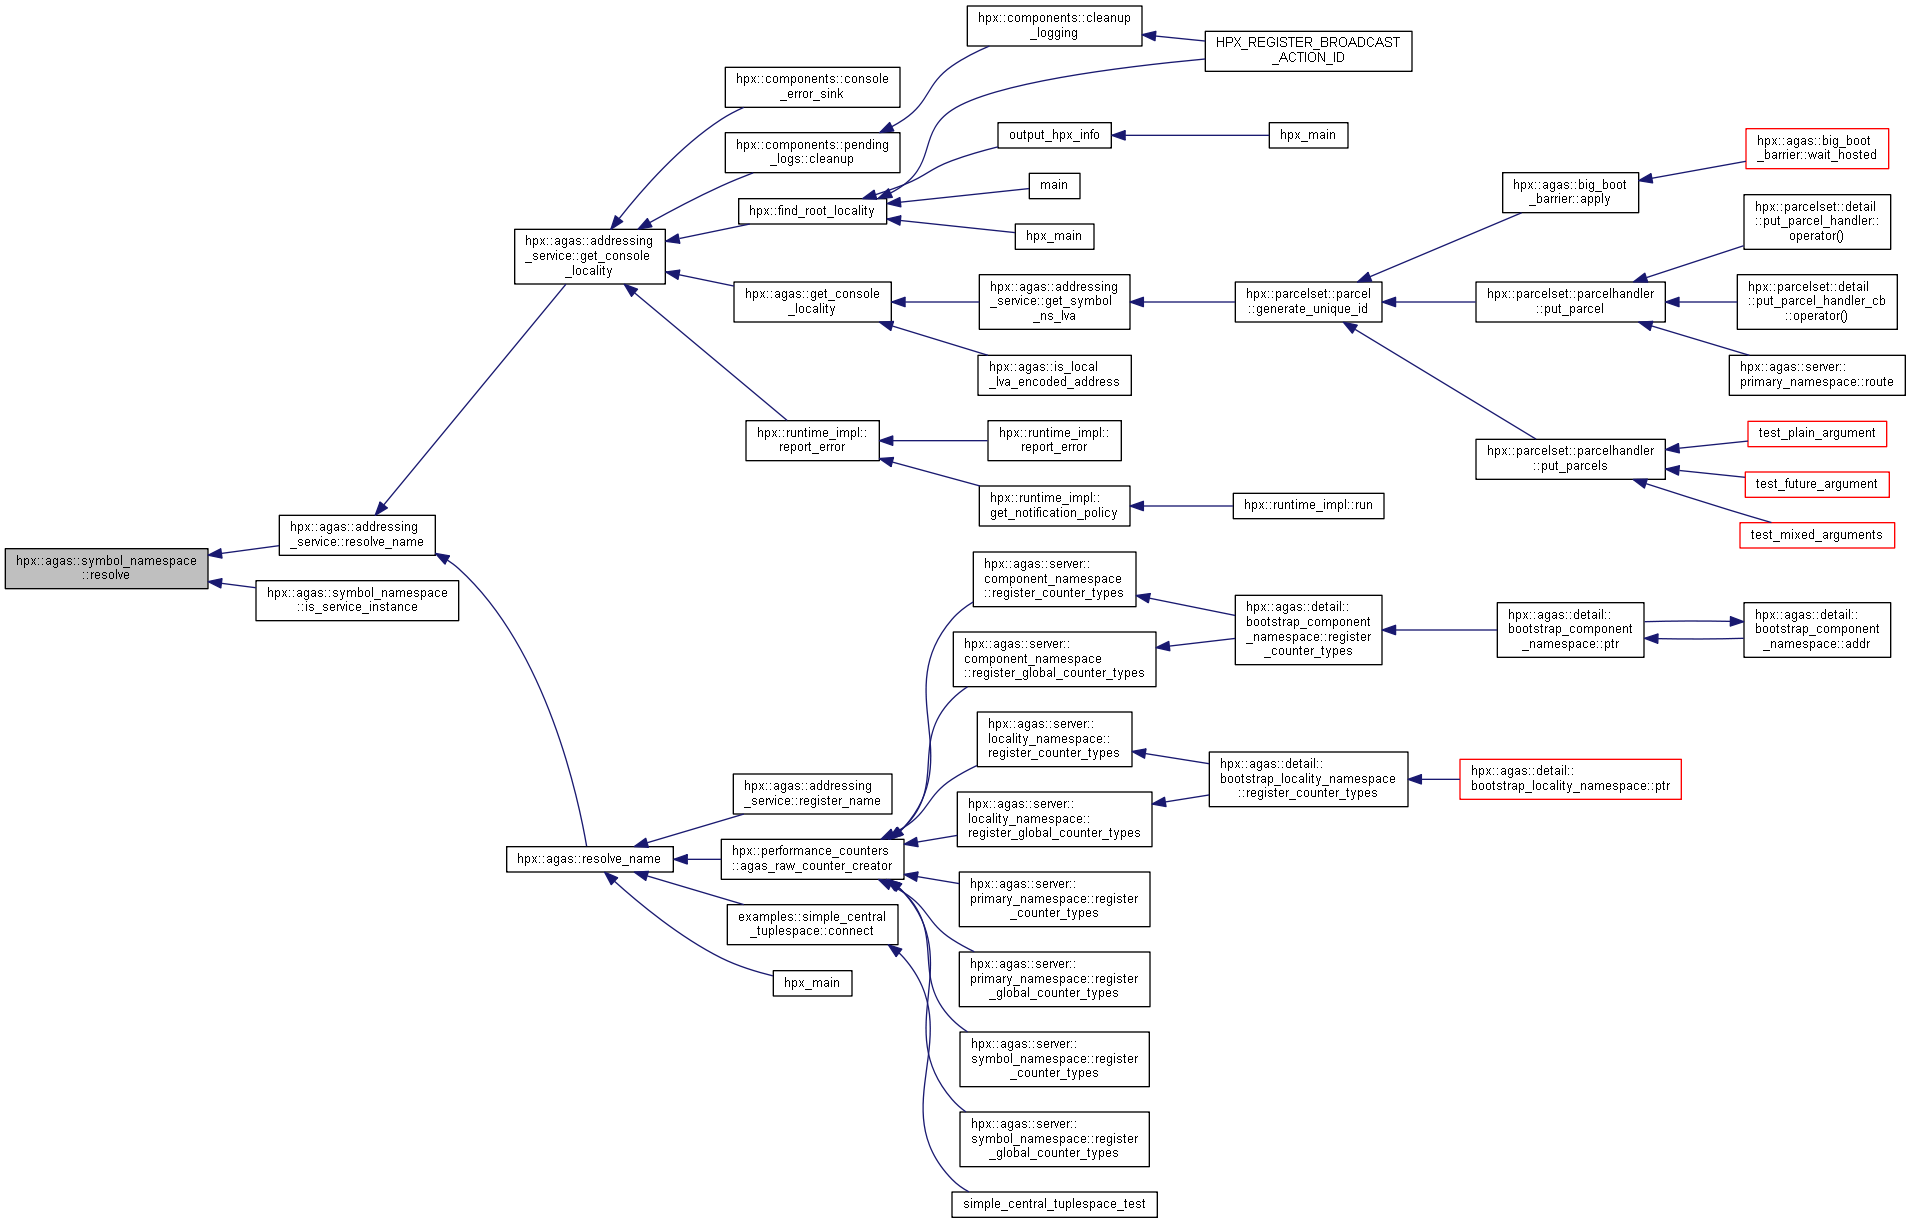 hpx::agas::symbol_namespace
::resolve
hpx::agas::addressing
_service::resolve_name
hpx::agas::symbol_namespace
::is_service_instance
hpx::agas::addressing
_service::get_console
_locality
hpx::agas::resolve_name
hpx::components::console
_error_sink
hpx::components::pending
_logs::cleanup
hpx::find_root_locality
hpx::agas::get_console
_locality
hpx::runtime_impl::
report_error
hpx::agas::addressing
_service::register_name
hpx::performance_counters
::agas_raw_counter_creator
examples::simple_central
_tuplespace::connect
hpx_main
hpx::components::cleanup
_logging
HPX_REGISTER_BROADCAST
_ACTION_ID
output_hpx_info
hpx_main
main
hpx_main
hpx::agas::addressing
_service::get_symbol
_ns_lva
hpx::agas::is_local
_lva_encoded_address
hpx::runtime_impl::
report_error
hpx::runtime_impl::
get_notification_policy
hpx::runtime_impl::run
hpx::parcelset::parcel
::generate_unique_id
hpx::agas::big_boot
_barrier::apply
hpx::agas::big_boot
_barrier::wait_hosted
hpx::parcelset::parcelhandler
::put_parcel
hpx::parcelset::detail
::put_parcel_handler::
operator()
hpx::parcelset::detail
::put_parcel_handler_cb
::operator()
hpx::agas::server::
primary_namespace::route
hpx::parcelset::parcelhandler
::put_parcels
test_plain_argument
test_future_argument
test_mixed_arguments
hpx::agas::server::
component_namespace
::register_counter_types
hpx::agas::server::
component_namespace
::register_global_counter_types
hpx::agas::detail::
bootstrap_component
_namespace::register
_counter_types
hpx::agas::detail::
bootstrap_component
_namespace::ptr
hpx::agas::detail::
bootstrap_component
_namespace::addr
hpx::agas::server::
locality_namespace::
register_counter_types
hpx::agas::server::
locality_namespace::
register_global_counter_types
hpx::agas::detail::
bootstrap_locality_namespace
::register_counter_types
hpx::agas::detail::
bootstrap_locality_namespace::ptr
hpx::agas::server::
primary_namespace::register
_counter_types
hpx::agas::server::
primary_namespace::register
_global_counter_types
hpx::agas::server::
symbol_namespace::register
_counter_types
hpx::agas::server::
symbol_namespace::register
_global_counter_types
simple_central_tuplespace_test